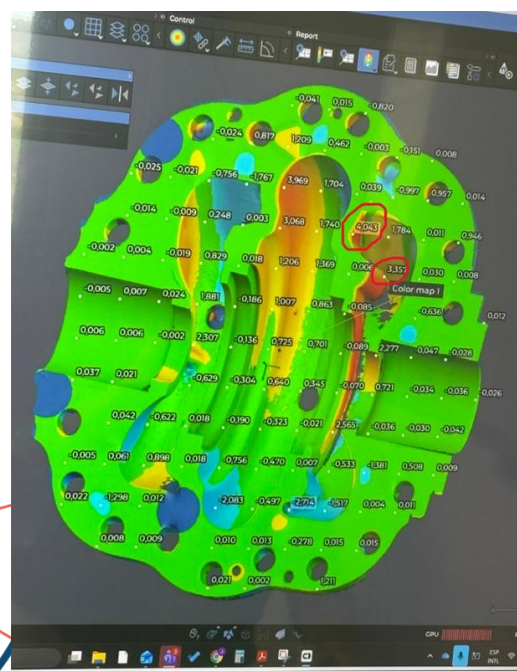 Control
Report
-0,041 0,015 -0,820
-0,024 0,817 1,209 0,462 -0,003 -0,151 0,008
-0,025 -0,021 -0,756 -1,767 3,969 1,704 0,039 -0,997 0,957 0,014
-0,014 -0,009 0,248 0,003 3,068 1,740 4,043 1,784 0,011 0,946
-0,002 0,004 -0,019 0,829 0,018 1,206 1,369 0,006 3,357 0,030 0,008
Color map 1
-0,005 0,007 0,024 1,881 -0,186 1,007 0,863 -0,085 -0,636 0,012
0,006 0,006 -0,002 2,307 -0,136 0,725 0,701 -0,089 2,277 -0,047 -0,028
0,037 0,021 -0,629 -0,304 0,640 0,345 -0,070 0,721 -0,034 -0,036 -0,026
0,042 -0,622 0,018 -0,190 -0,323 -0,021 2,565 -0,036 -0,030 -0,042
-0,005 0,061 0,898 0,018 -0,756 -0,470 0,007 -0,533 -1,381 0,508 0,009
0,022 -1,298 0,012 -2,083 -0,497 -2,714 -1,517 0,004 0,011
0,008 0,009 0,010 0,013 -0,278 0,015 0,015
0,021 0,002 1,211
GPU
ESP
INTL